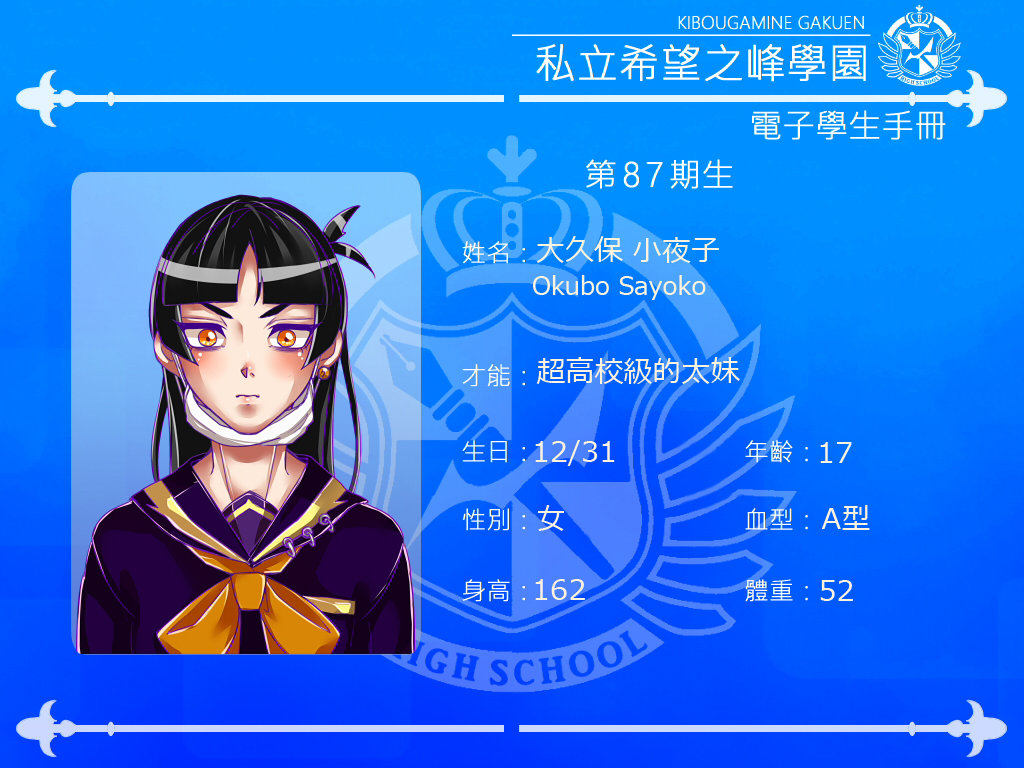 KIBOUGAMINE GAKUEN
私立希望之峰學園
HIGH SCHOOL
電子學生手冊
第87期生
姓名：大久保 小夜子
Okubo Sayoko
才能：超高校級的太妹
生日：12/31 年齡：17
性別：女 血型：A型
身高：162 體重：52
HIGH SCHOOL